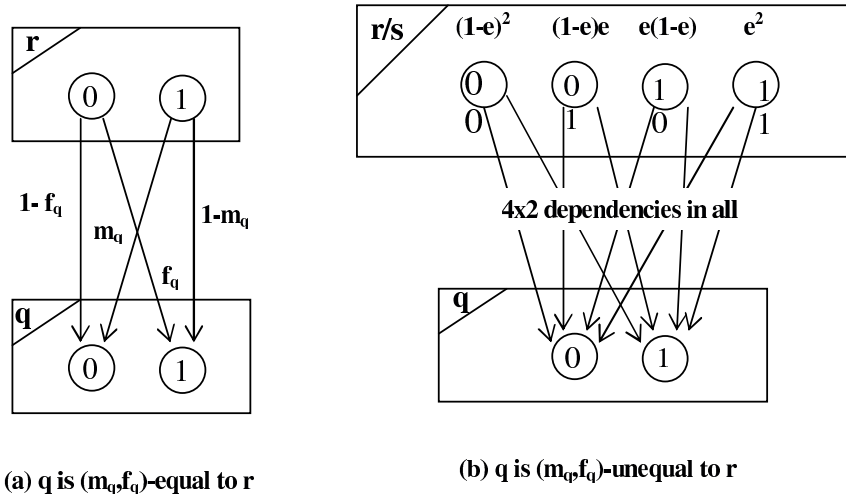 r
0 1
1- f_q
m_q
1-m_q
f_q
q
0 1
(a) q is (m_q,f_q)-equal to r
r/s (1-e)² (1-e)e e(1-e) e²
0 0 1 1
0 1 0 1
4x2 dependencies in all
q
0 1
(b) q is (m_q,f_q)-unequal to r